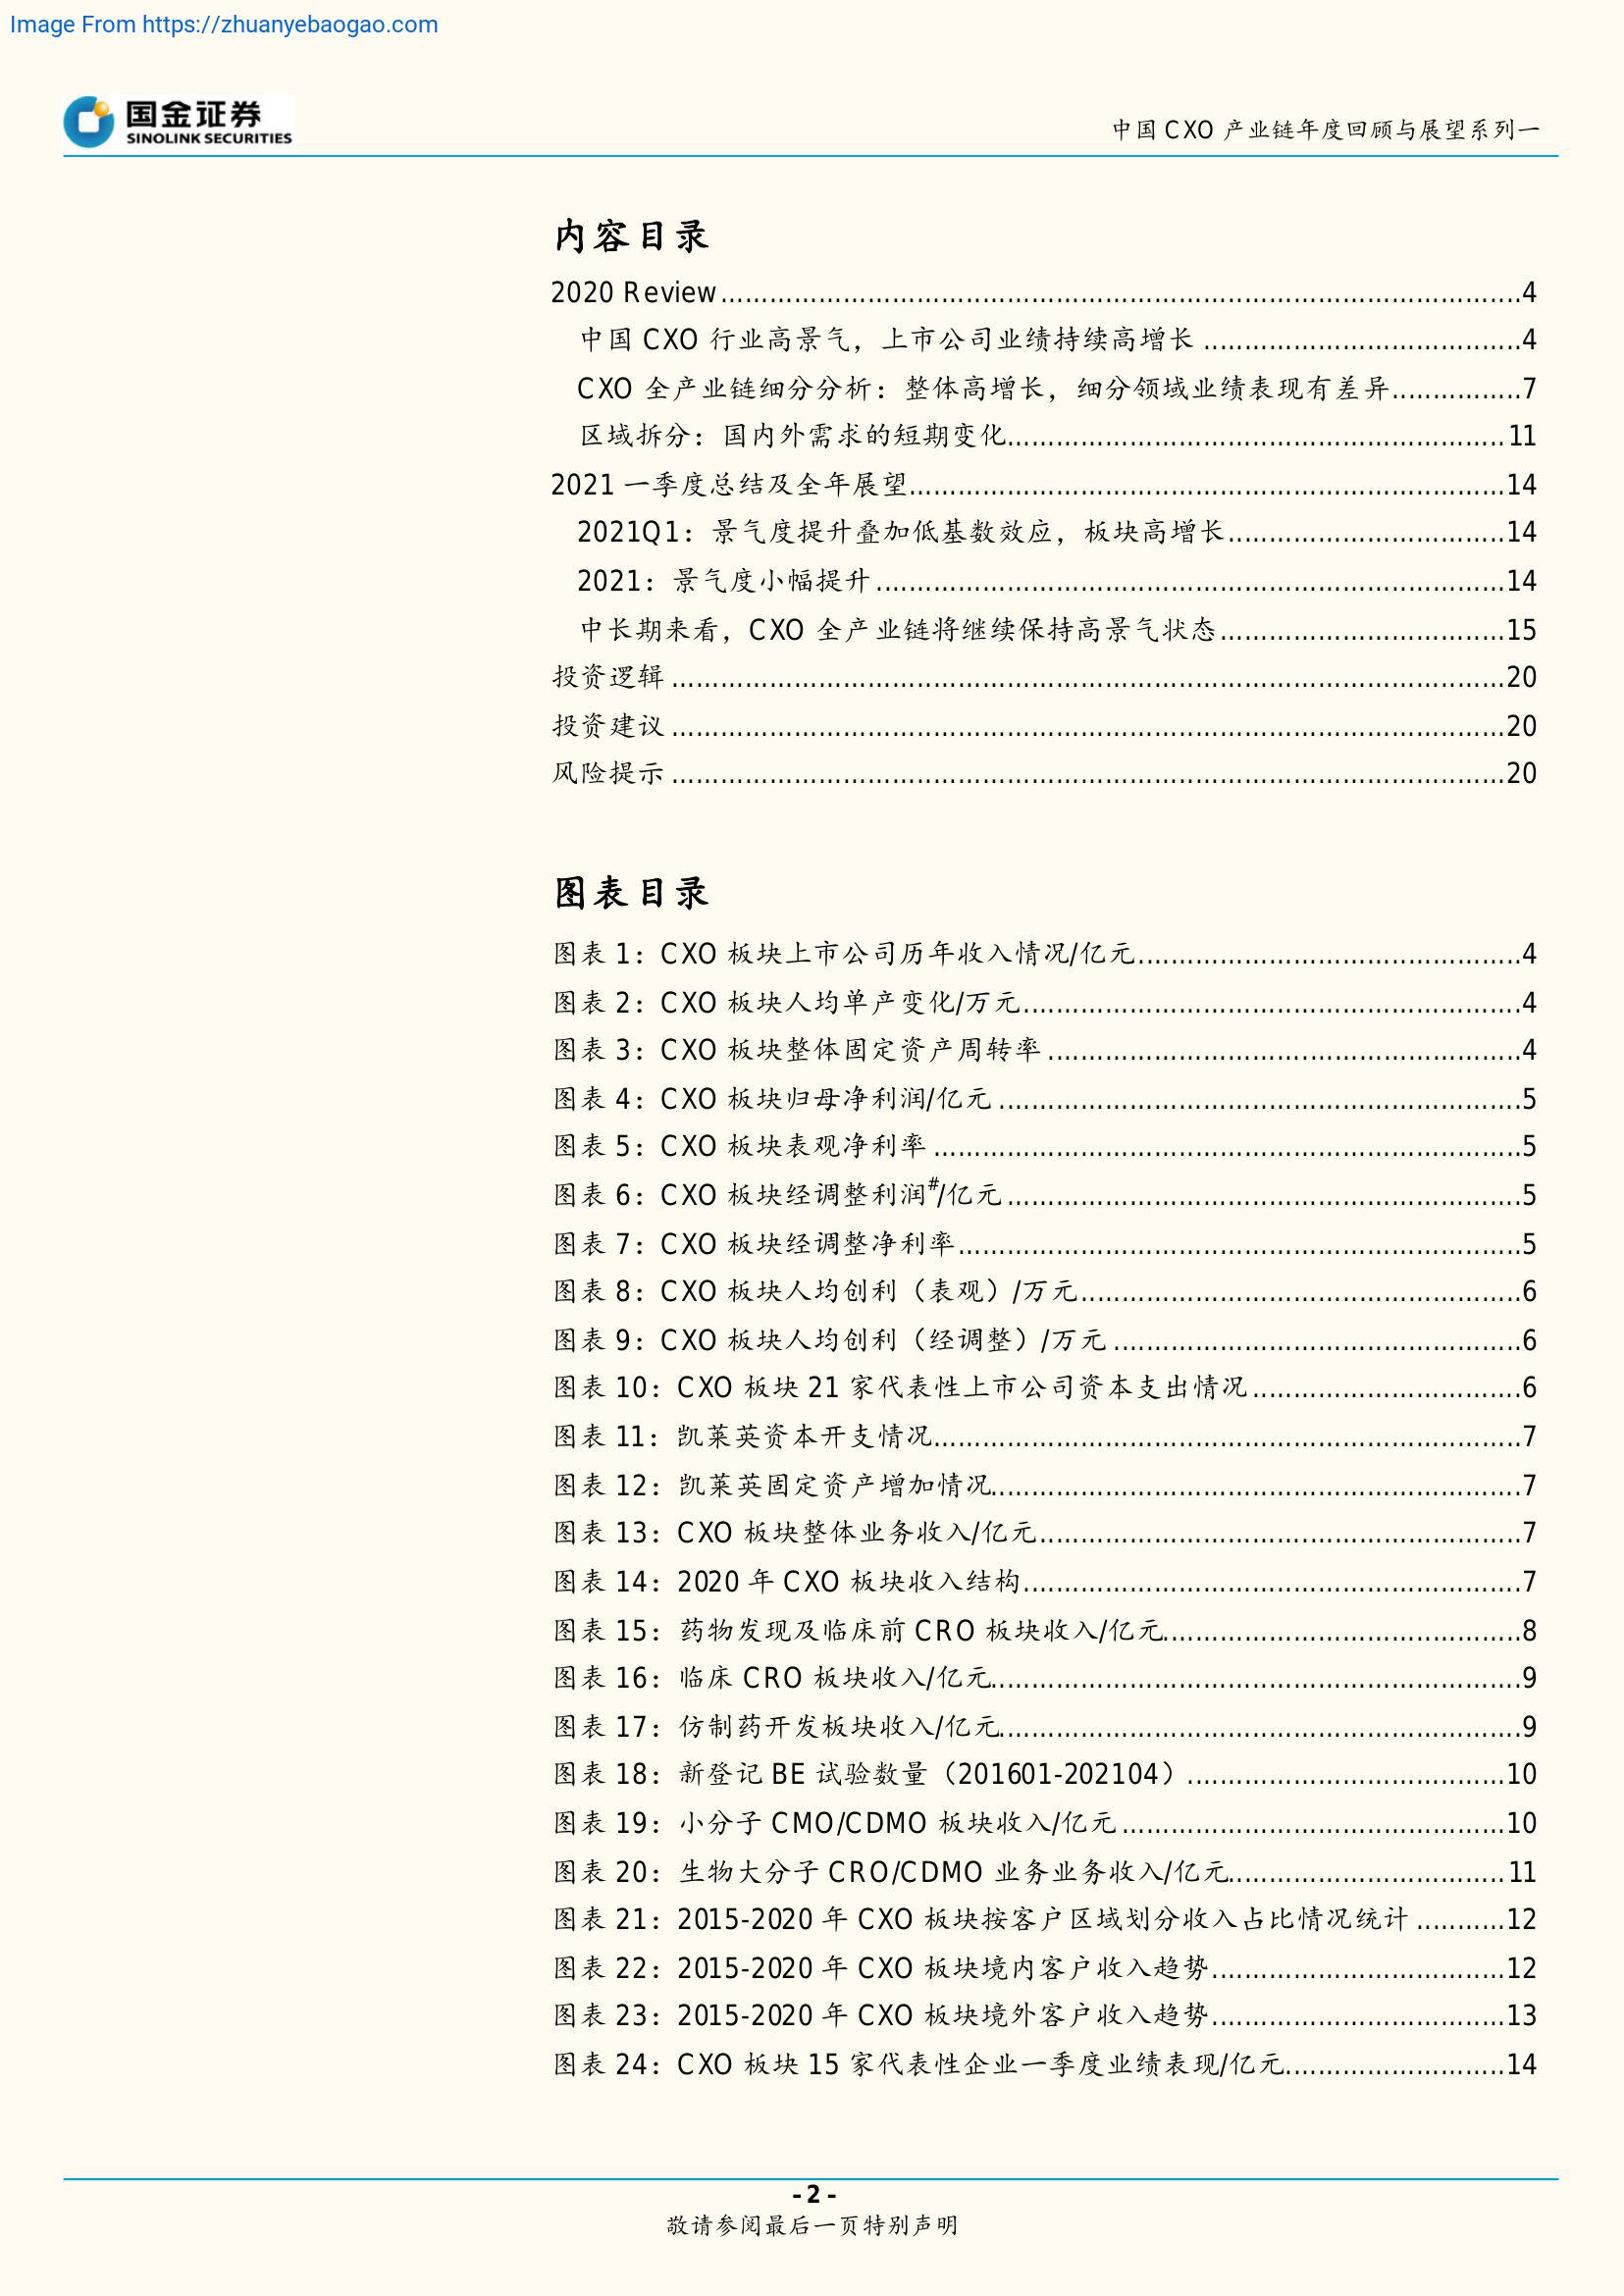 Image From https://zhuanyebaogao.com
国金证券
SINOLINK SECURITIES
中国 CXO 产业链年度回顾与展望系列一
内容目录
2020 Review....................4
中国 CXO 行业高景气，上市公司业绩持续高增长....................4
CXO 全产业链细分分析：整体高增长，细分领域业绩表现有差异....................7
区域拆分：国内外需求的短期变化....................11
2021 一季度总结及全年展望....................14
2021Q1：景气度提升叠加低基数效应，板块高增长....................14
2021：景气度小幅提升....................14
中长期来看，CXO 全产业链将继续保持高景气状态....................15
投资逻辑....................20
投资建议....................20
风险提示....................20
图表目录
图表 1：CXO 板块上市公司历年收入情况/亿元....................4
图表 2：CXO 板块人均单产变化/万元....................4
图表 3：CXO 板块整体固定资产周转率....................4
图表 4：CXO 板块归母净利润/亿元....................5
图表 5：CXO 板块表观净利率....................5
图表 6：CXO 板块经调整利润#/亿元....................5
图表 7：CXO 板块经调整净利率....................5
图表 8：CXO 板块人均创利（表观）/万元....................6
图表 9：CXO 板块人均创利（经调整）/万元....................6
图表 10：CXO 板块 21 家代表性上市公司资本支出情况....................6
图表 11：凯莱英资本开支情况....................7
图表 12：凯莱英固定资产增加情况....................7
图表 13：CXO 板块整体业务收入/亿元....................7
图表 14：2020 年 CXO 板块收入结构....................7
图表 15：药物发现及临床前 CRO 板块收入/亿元....................8
图表 16：临床 CRO 板块收入/亿元....................9
图表 17：仿制药开发板块收入/亿元....................9
图表 18：新登记 BE 试验数量（201601-202104）....................10
图表 19：小分子 CMO/CDMO 板块收入/亿元....................10
图表 20：生物大分子 CRO/CDMO 业务业务收入/亿元....................11
图表 21：2015-2020 年 CXO 板块按客户区域划分收入占比情况统计....................12
图表 22：2015-2020 年 CXO 板块境内客户收入趋势....................12
图表 23：2015-2020 年 CXO 板块境外客户收入趋势....................13
图表 24：CXO 板块 15 家代表性企业一季度业绩表现/亿元....................14
- 2 -
敬请参阅最后一页特别声明